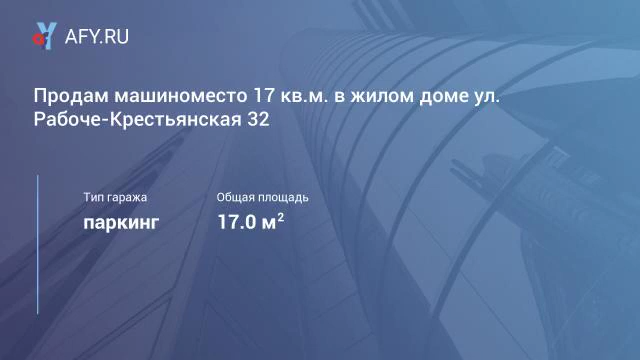 AFY.RU
Продам машиноместо 17 кв.м. в жилом доме ул.
Рабоче-Крестьянская 32
Тип гаража
Общая площадь
паркинг
17.0 м²